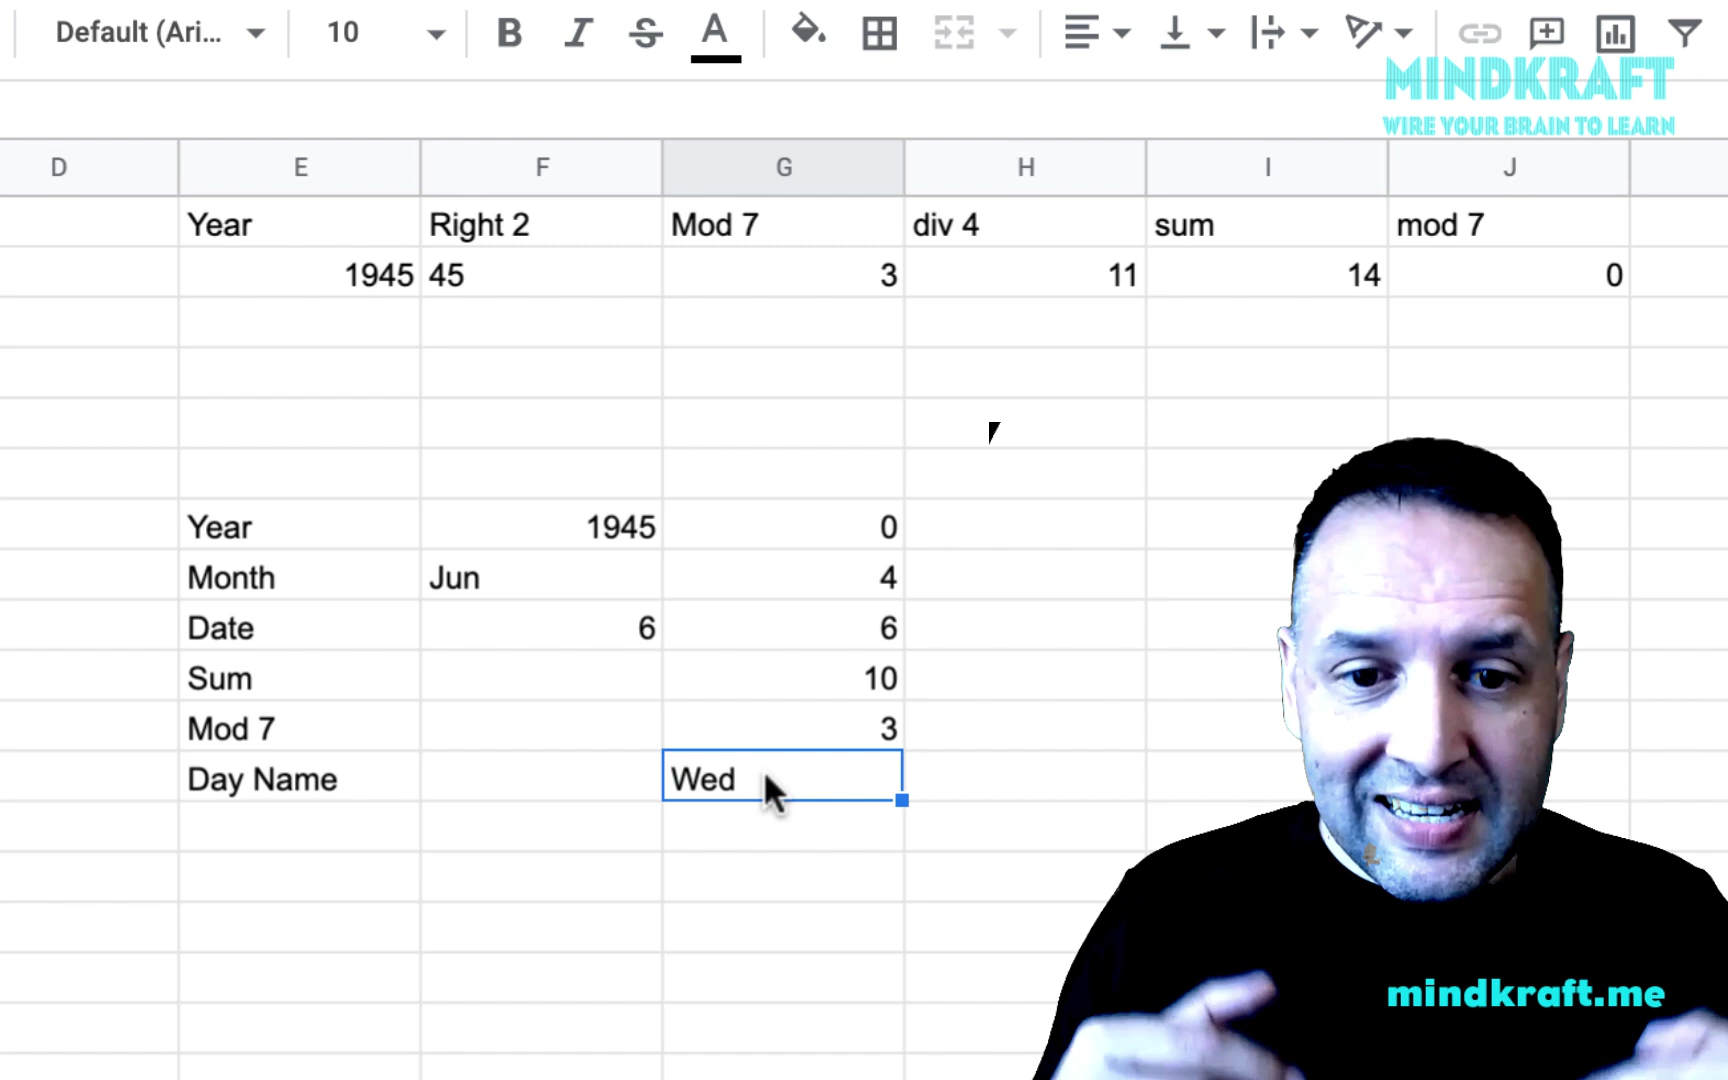 Default (Ari...
10
B
I
S
A
MINDKRAFT
WIRE YOUR BRAIN TO LEARN
D E F G H I J
Year Right 2 Mod 7 div 4 sum mod 7
1945 45 3 11 14 0
Year 1945 0
Month Jun 4
Date 6 6
Sum 10
Mod 7 3
Day Name Wed
mindkraft.me